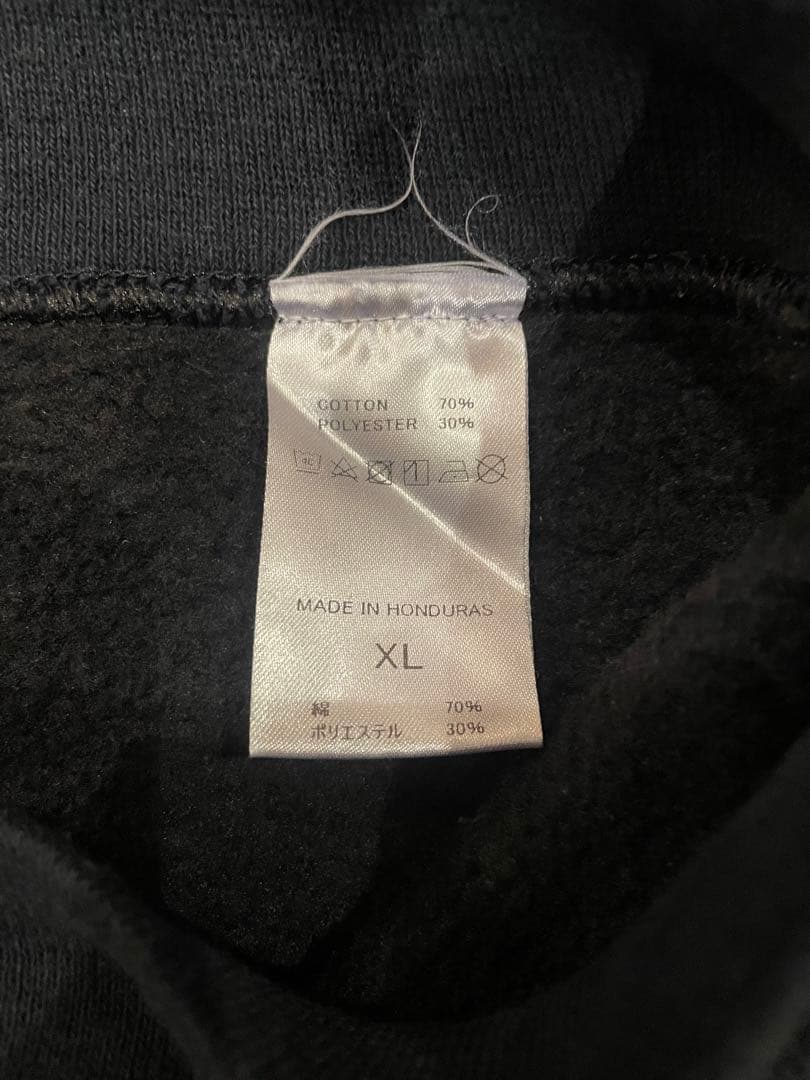 COTTON 70%
POLYESTER 30%
MADE IN HONDURAS
XL
綿 70%
ポリエステル 30%